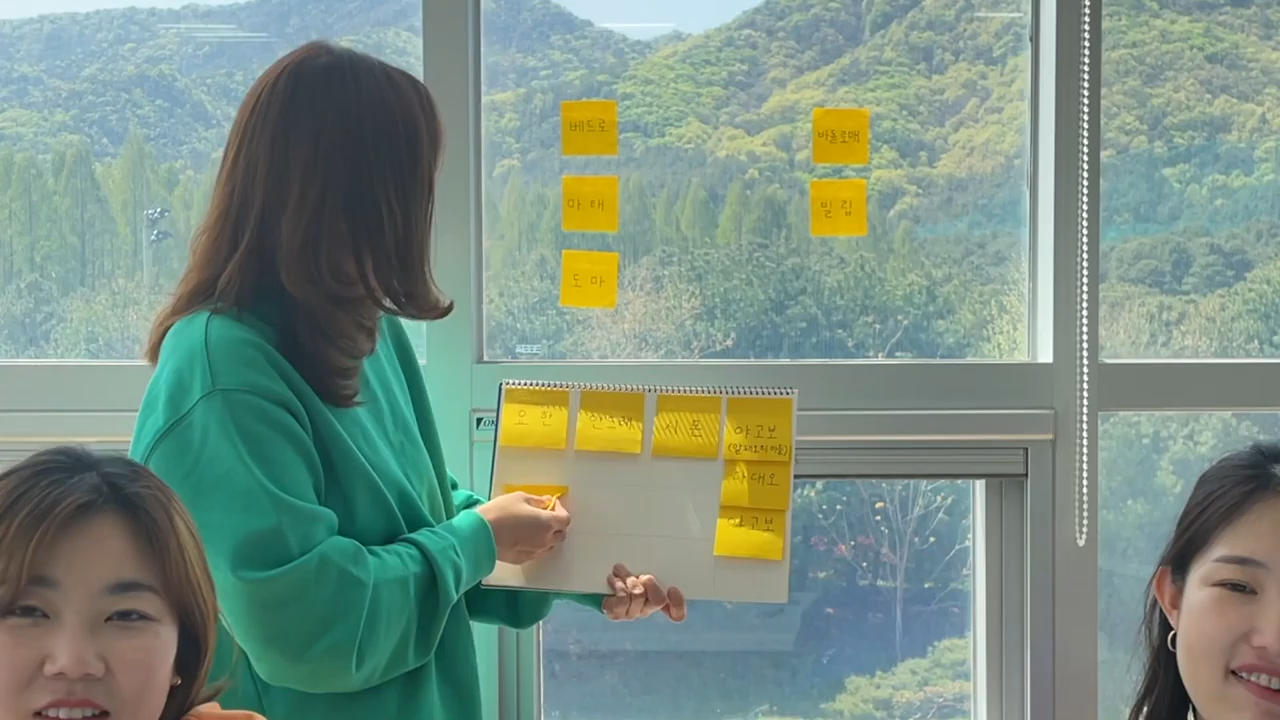 베드로
마태
도마
바돌로매
빌립
요한
안드레
시몬
야고보
(알패오의 아들)
다대오
야고보